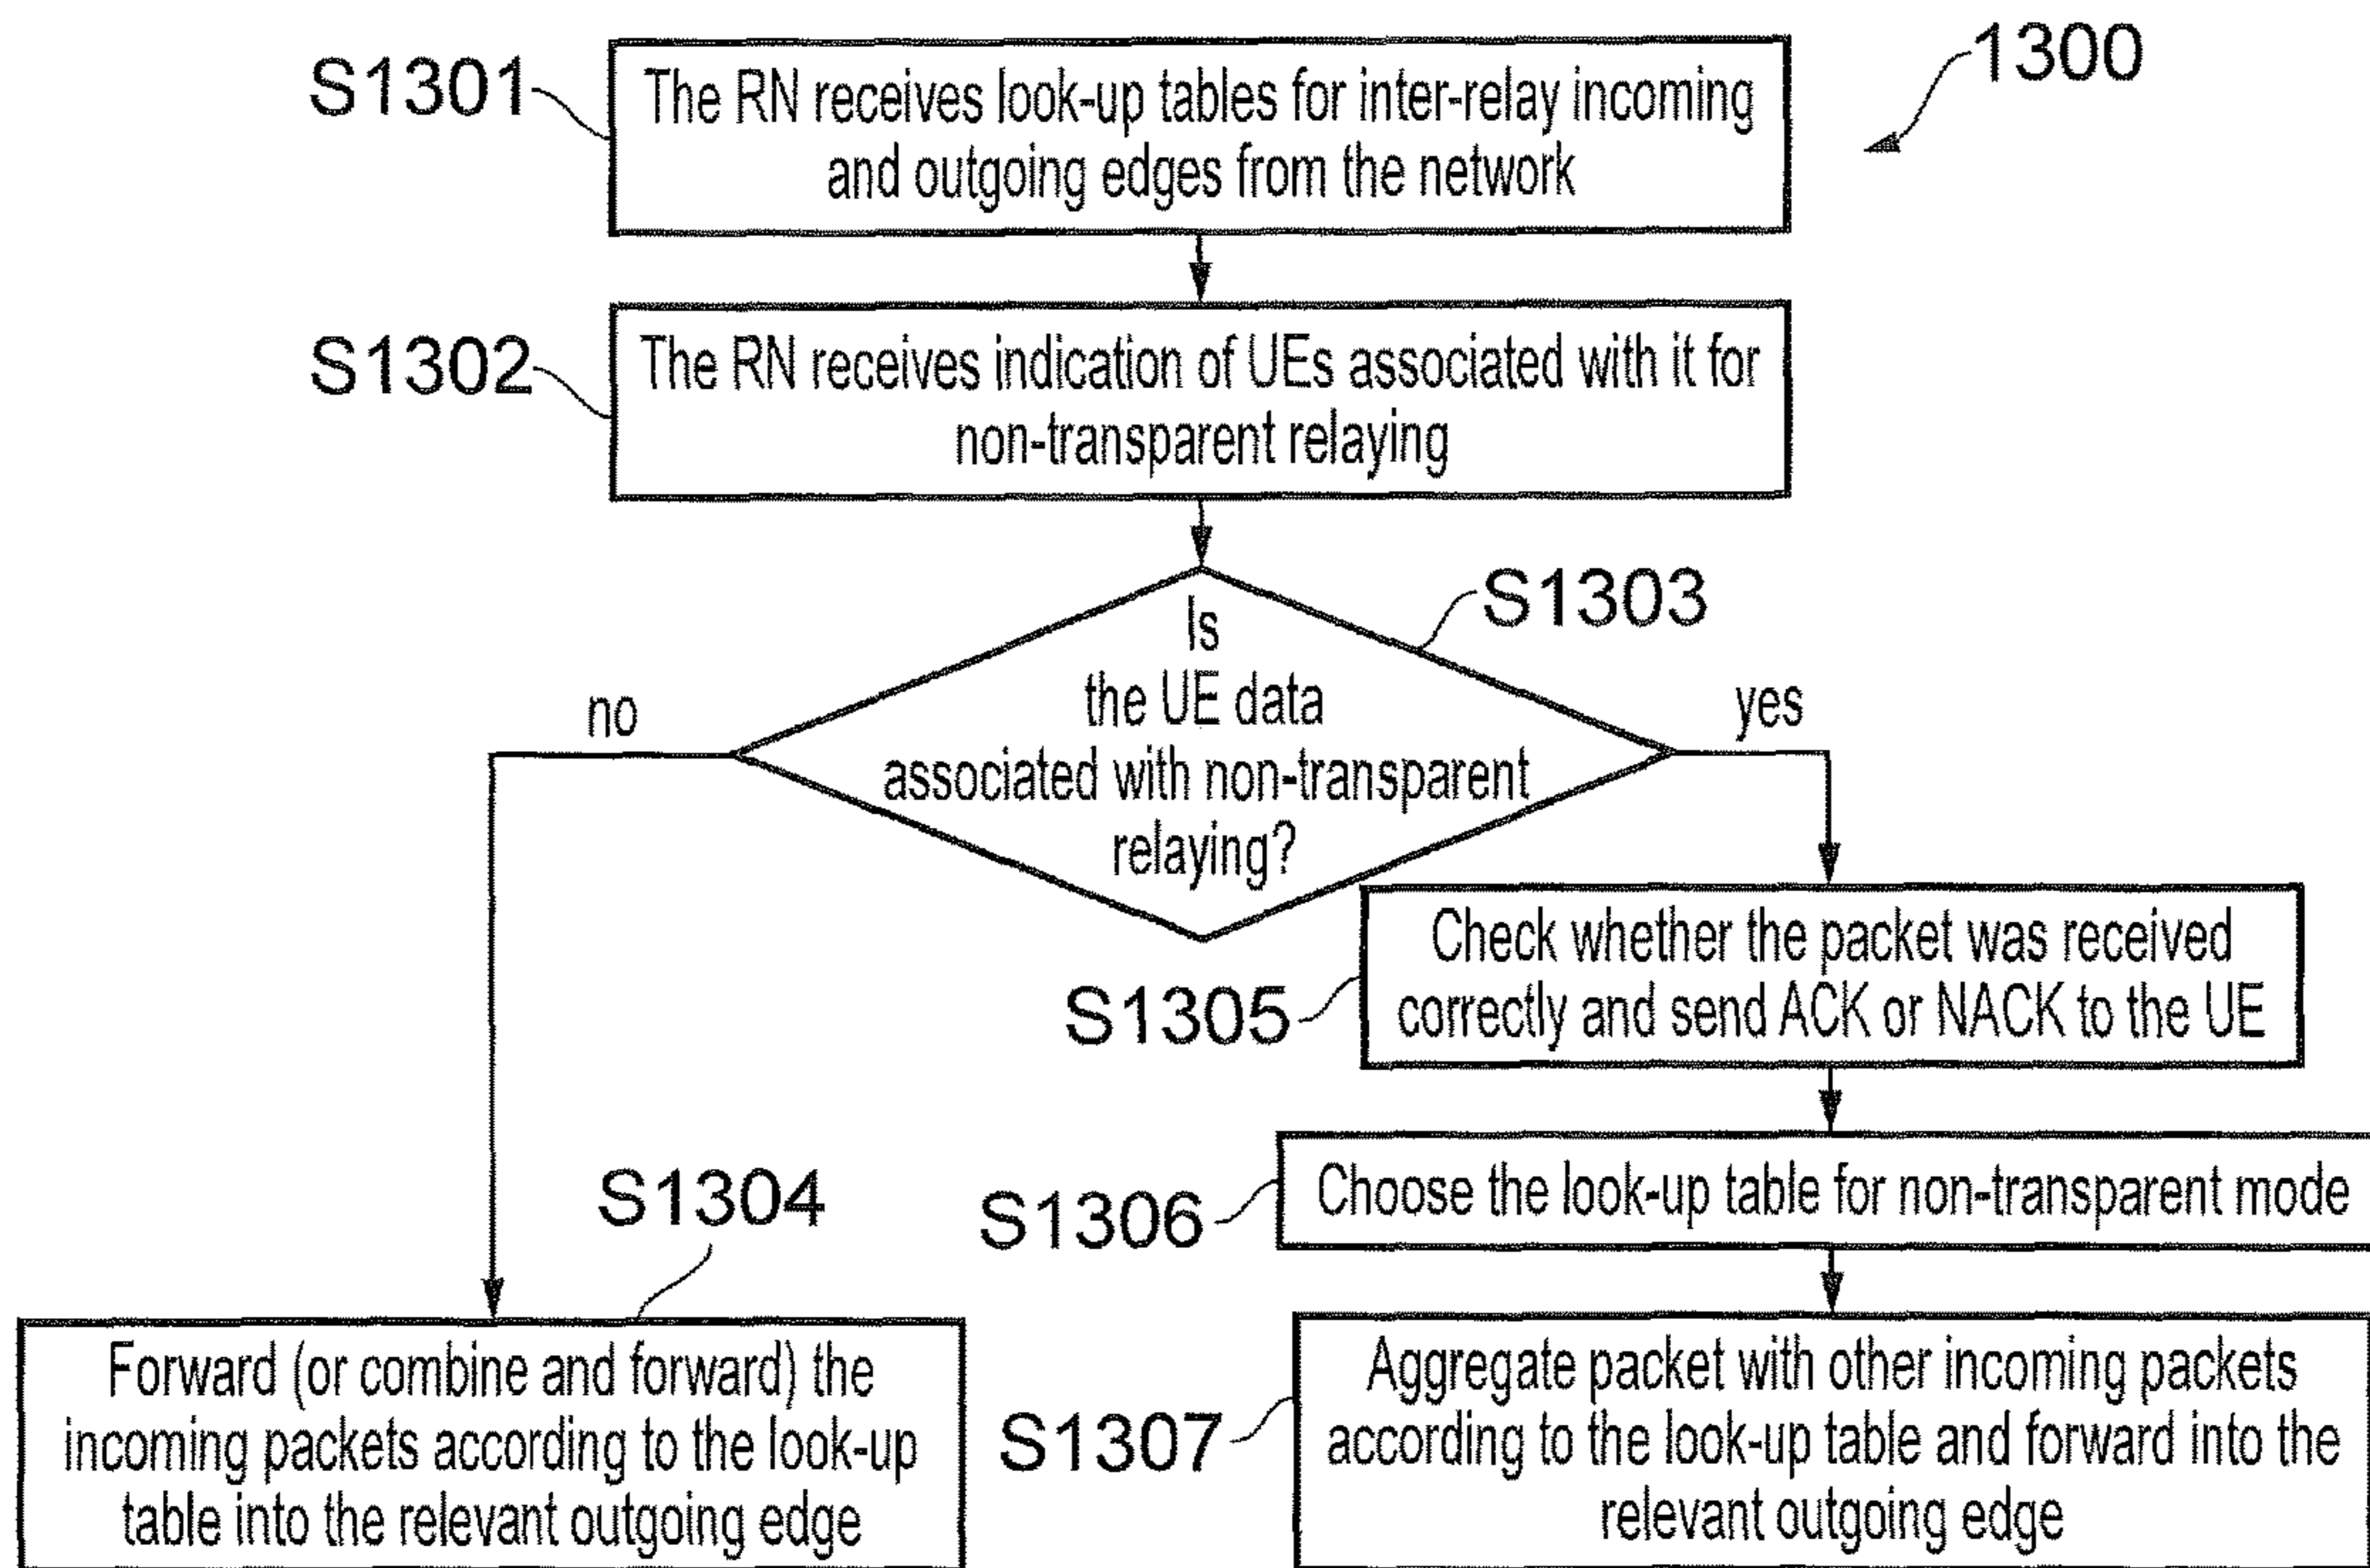 1300
S1301
The RN receives look-up tables for inter-relay incoming
and outgoing edges from the network
S1302
The RN receives indication of UEs associated with it for
non-transparent relaying
S1303
Is
the UE data
associated with non-transparent
relaying?
no
yes
S1305
Check whether the packet was received
correctly and send ACK or NACK to the UE
S1306
Choose the look-up table for non-transparent mode
S1304
Forward (or combine and forward) the
incoming packets according to the look-up
table into the relevant outgoing edge
S1307
Aggregate packet with other incoming packets
according to the look-up table and forward into the
relevant outgoing edge